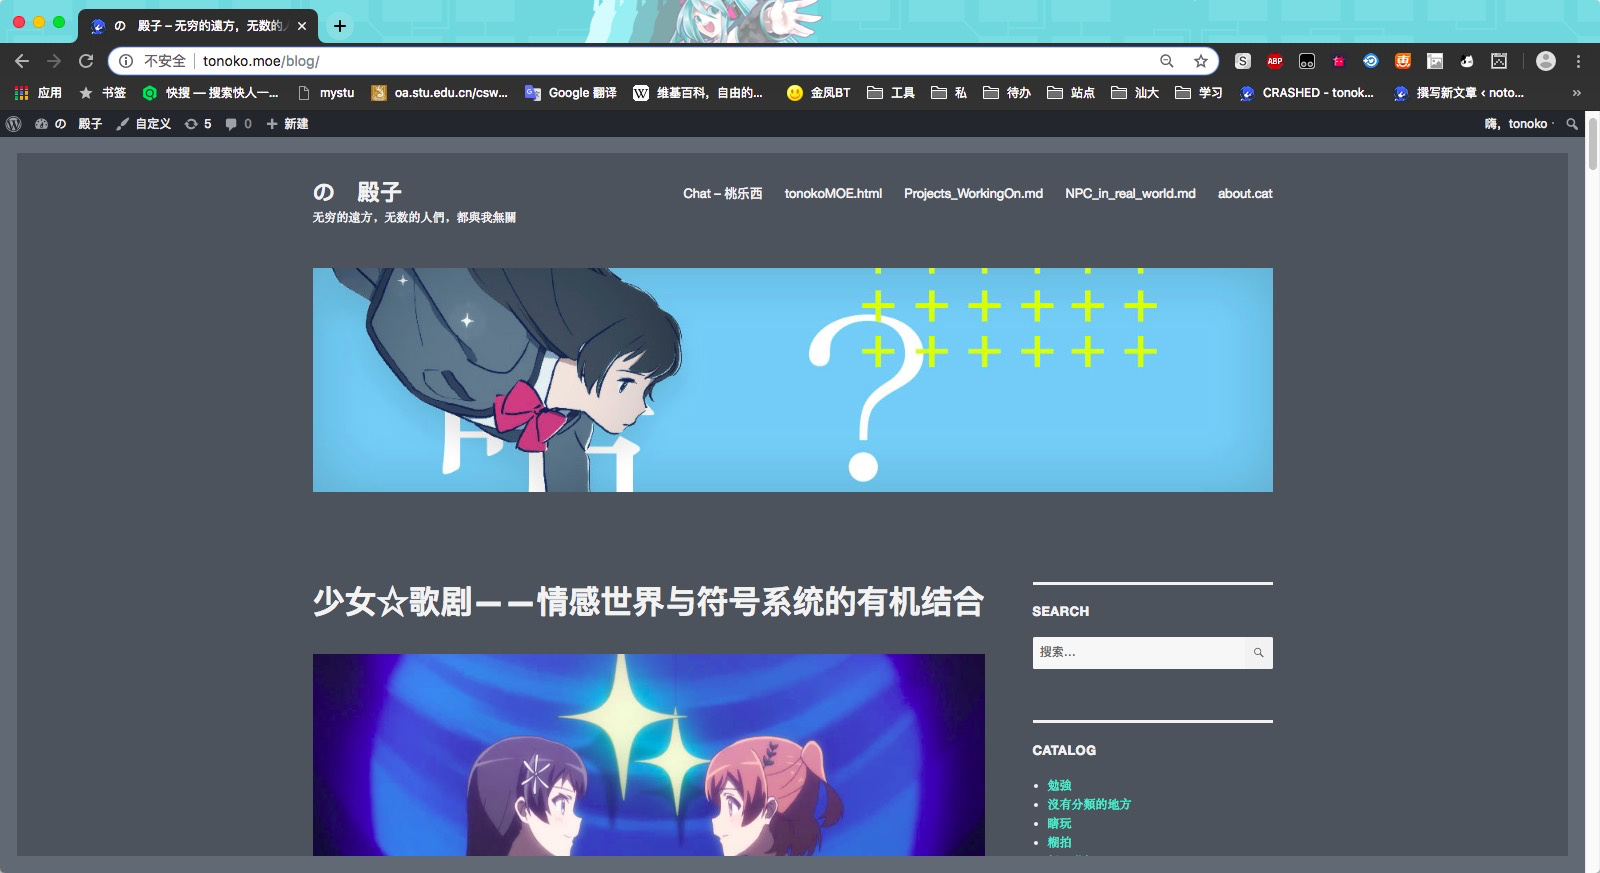 の　殿子 – 无穷的遠方，无数的
不安全 tonoko.moe/blog/
S ABP
应用 书签 快搜 — 搜索快人一... mystu oa.stu.edu.cn/csw... Google 翻译 W 维基百科，自由的... 金凤BT 工具 私 待办 站点 汕大 学习 CRASHED - tonok... 撰写新文章 ‹ noto... »
の　殿子 自定义 5 0 新建 嗨，tonoko
の　殿子
无穷的遠方，无数的人們，都與我無關
Chat – 桃乐西 tonokoMOE.html Projects_WorkingOn.md NPC_in_real_world.md about.cat
?
少女☆歌剧——情感世界与符号系统的有机结合
SEARCH
搜索...
CATALOG
勉強
沒有分類的地方
瞎玩
糊拍